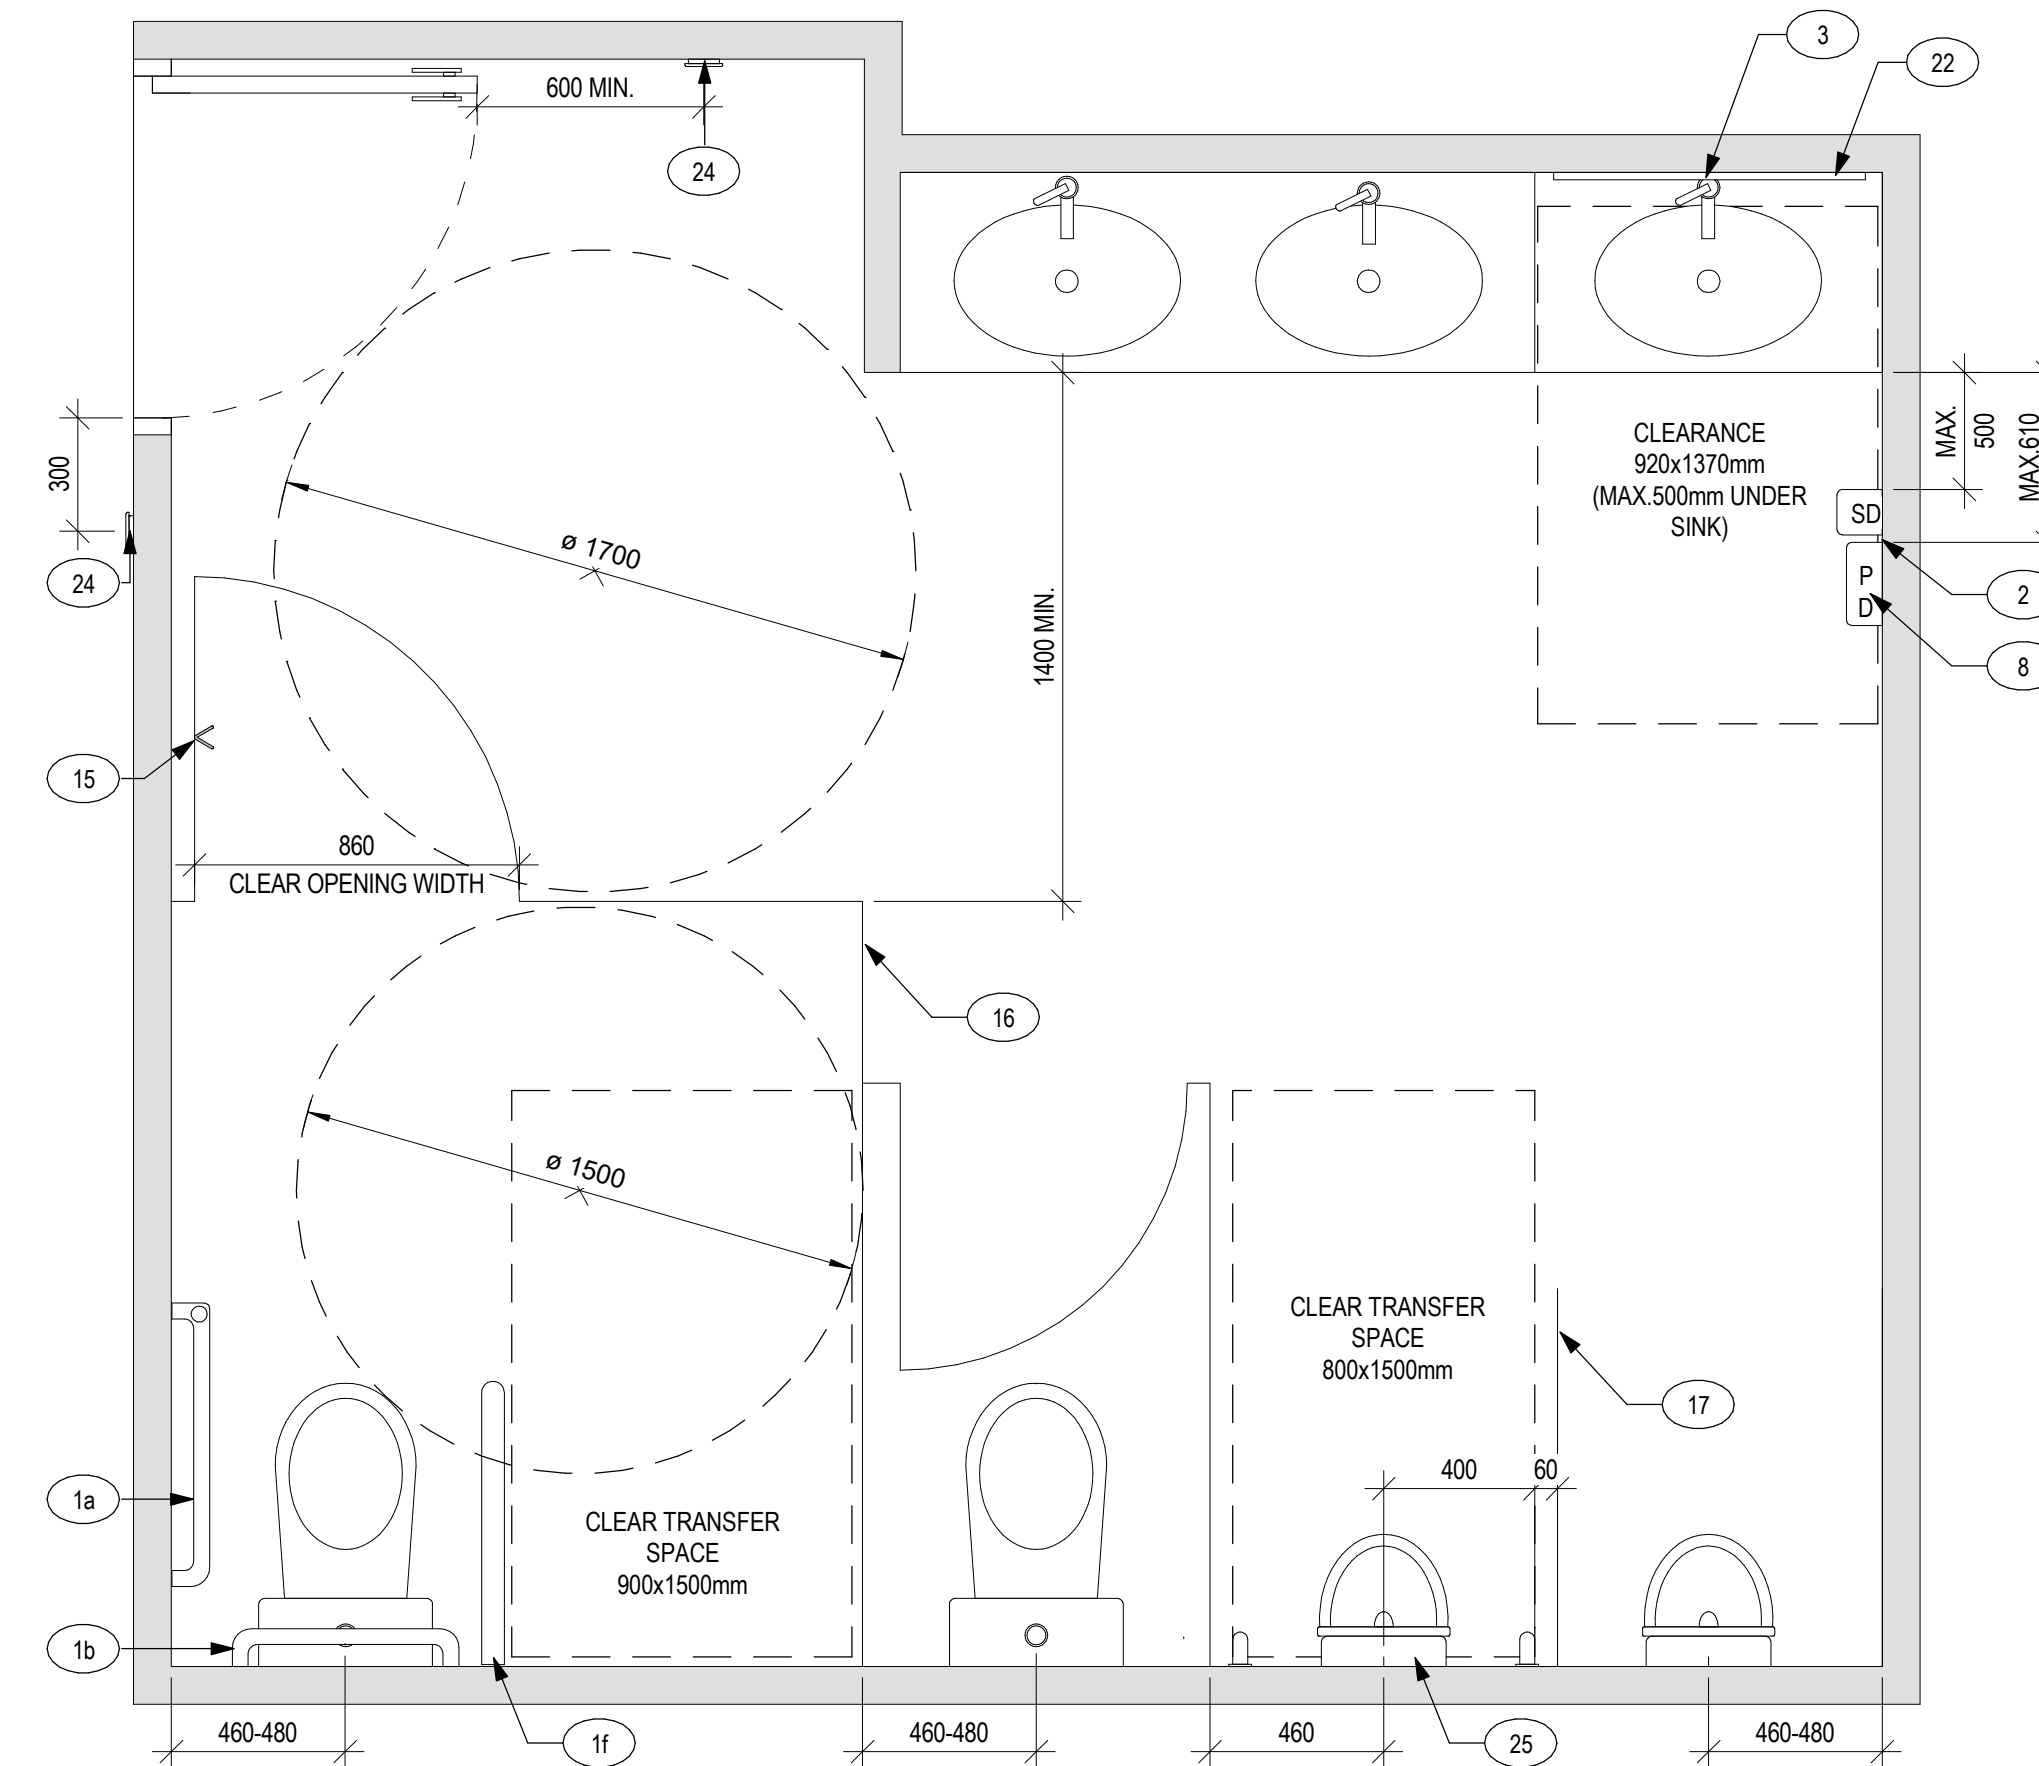 3
22
600 MIN.
24
CLEARANCE
920x1370mm
(MAX.500mm UNDER
SINK)
MAX.
500
MAX.610
300
SD
ø 1700
24
P
D
2
1400 MIN.
8
15
860
CLEAR OPENING WIDTH
16
ø 1500
CLEAR TRANSFER
SPACE
800x1500mm
17
400
60
1a
CLEAR TRANSFER
SPACE
900x1500mm
1b
460-480
1f
460-480
460
25
460-480